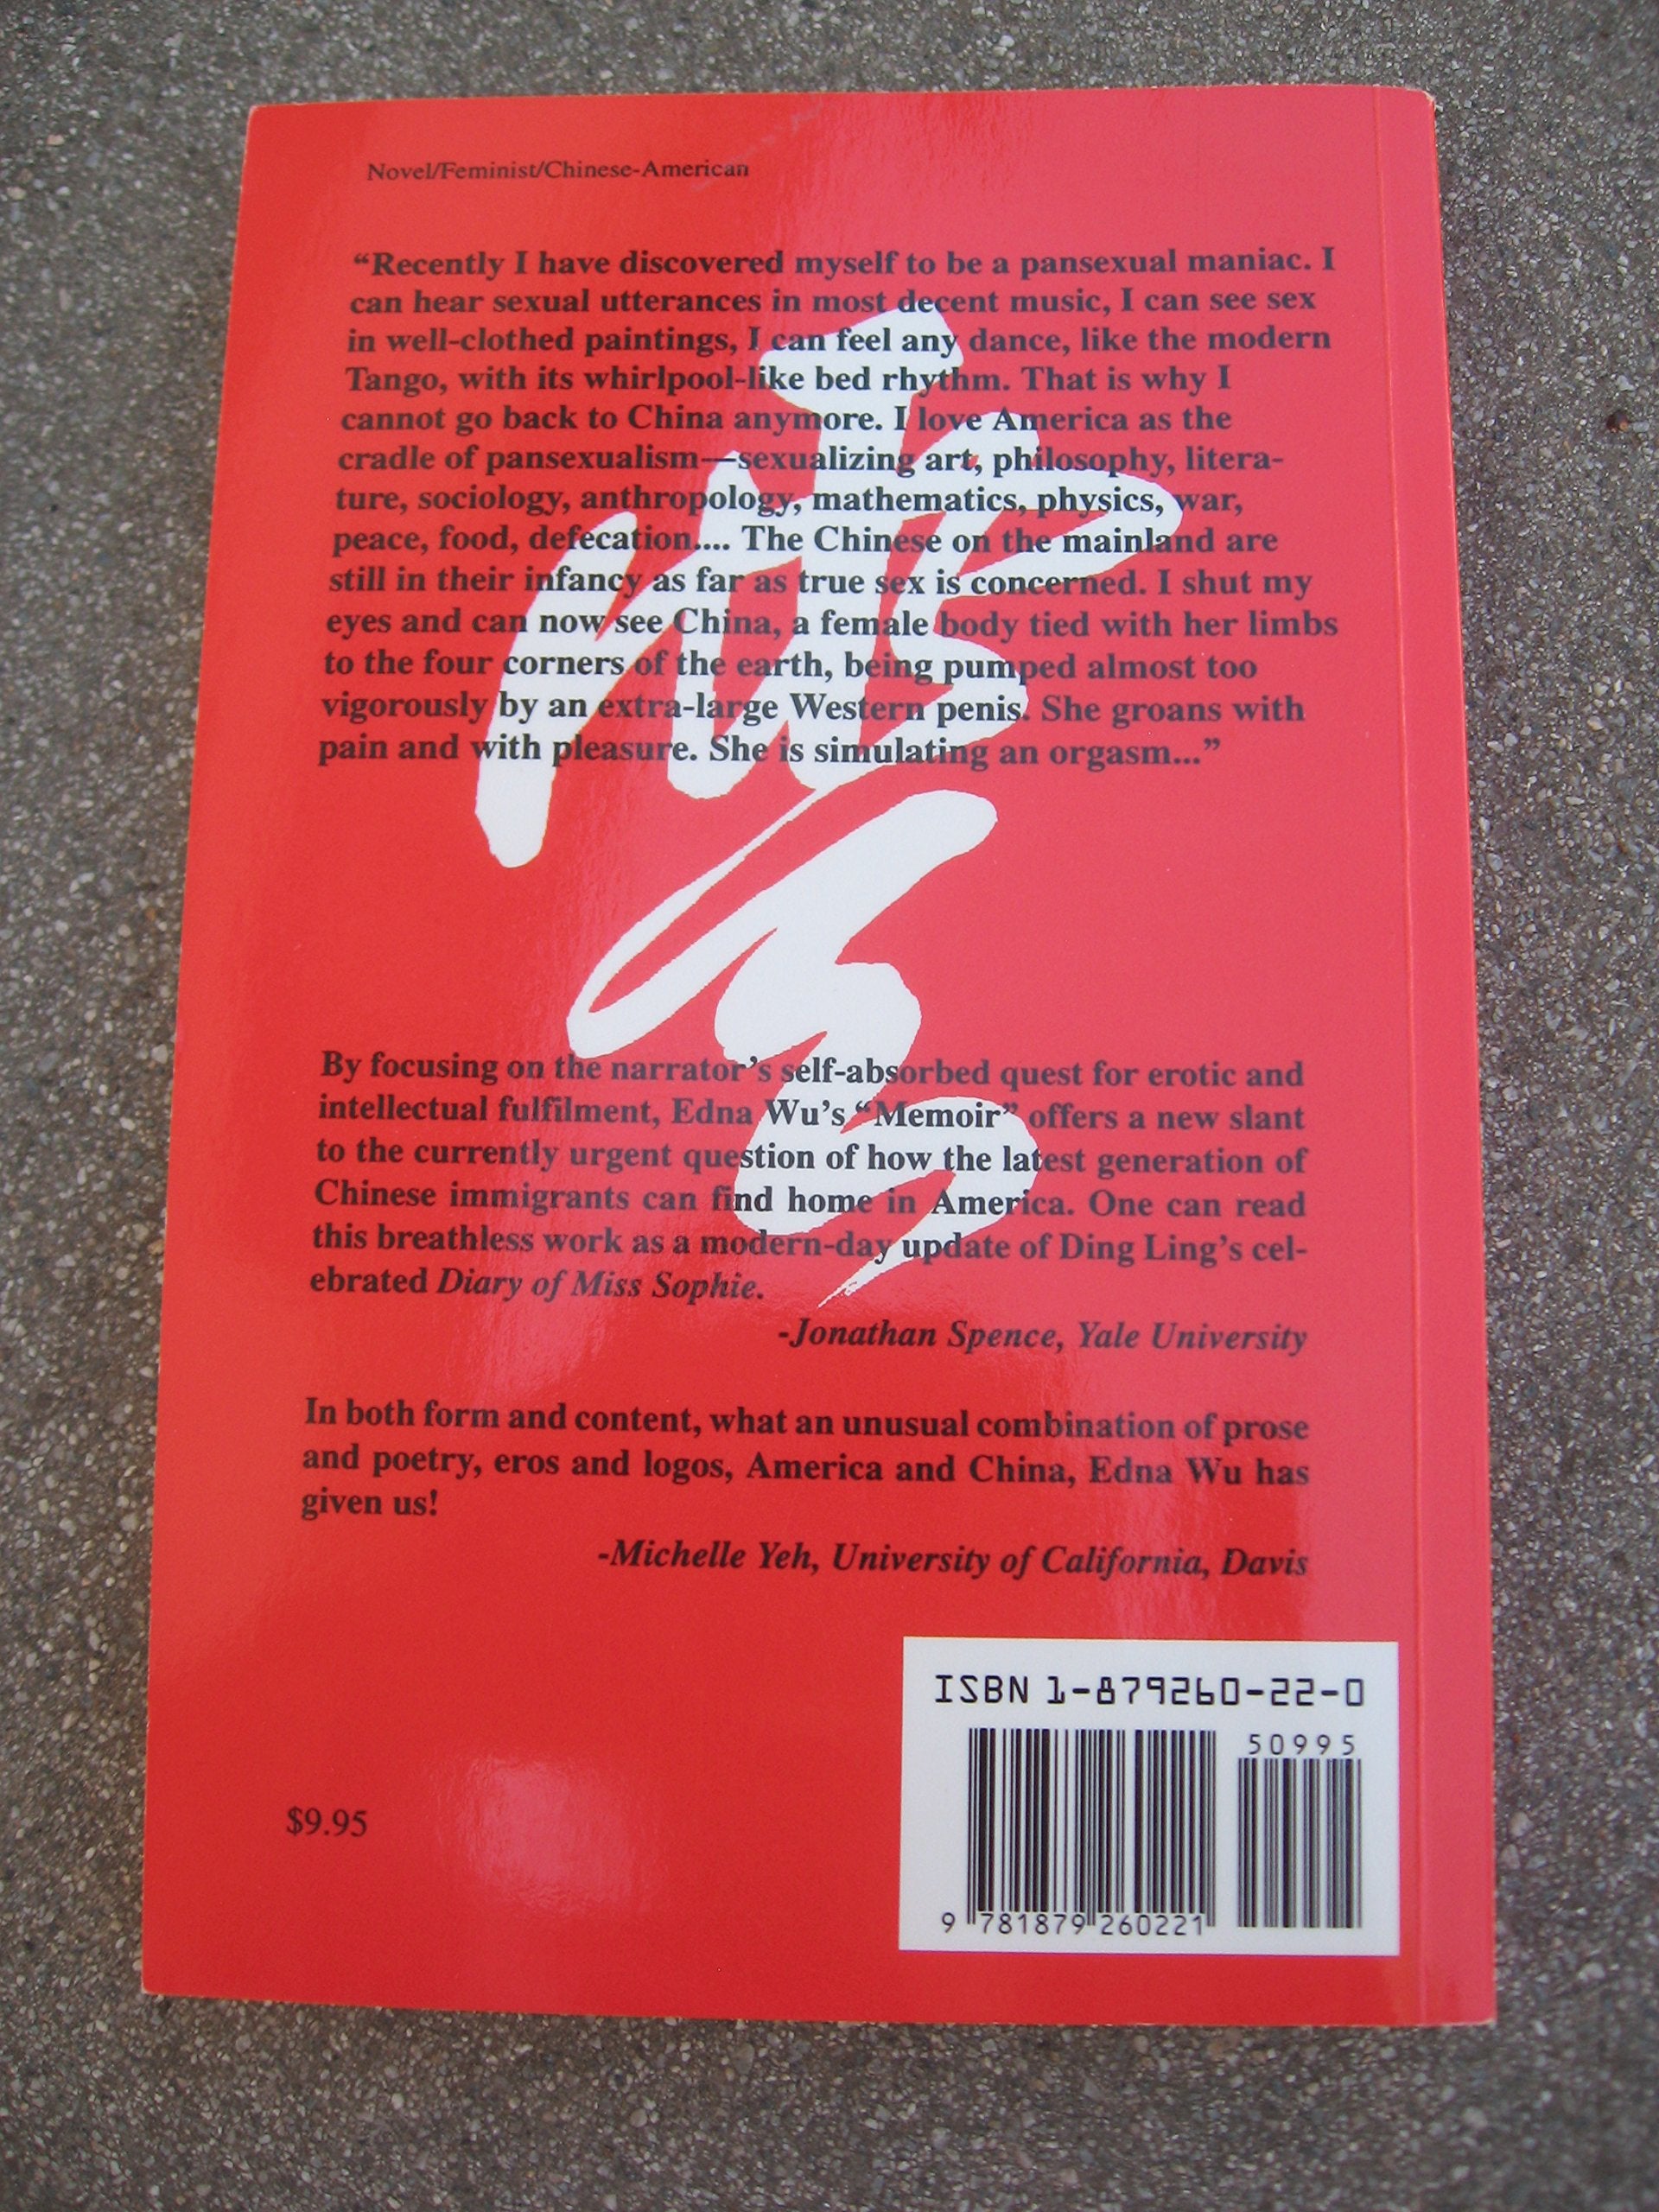 Novel/Feminist/Chinese-American
“Recently I have discovered myself to be a pansexual maniac. I
can hear sexual utterances in most decent music, I can see sex
in well-clothed paintings, I can feel any dance, like the modern
Tango, with its whirlpool-like bed rhythm. That is why I
cannot go back to China anymore. I love America as the
cradle of pansexualism—sexualizing art, philosophy, litera-
ture, sociology, anthropology, mathematics, physics, war,
peace, food, defecation.... The Chinese on the mainland are
still in their infancy as far as true sex is concerned. I shut my
eyes and can now see China, a female body tied with her limbs
to the four corners of the earth, being pumped almost too
vigorously by an extra-large Western penis. She groans with
pain and with pleasure. She is simulating an orgasm...”
By focusing on the narrator’s self-absorbed quest for erotic and
intellectual fulfilment, Edna Wu’s “Memoir” offers a new slant
to the currently urgent question of how the latest generation of
Chinese immigrants can find home in America. One can read
this breathless work as a modern-day update of Ding Ling’s cel-
ebrated Diary of Miss Sophie.
-Jonathan Spence, Yale University
In both form and content, what an unusual combination of prose
and poetry, eros and logos, America and China, Edna Wu has
given us!
-Michelle Yeh, University of California, Davis
ISBN 1-879260-22-0
50995
9 781879 260221
$9.95